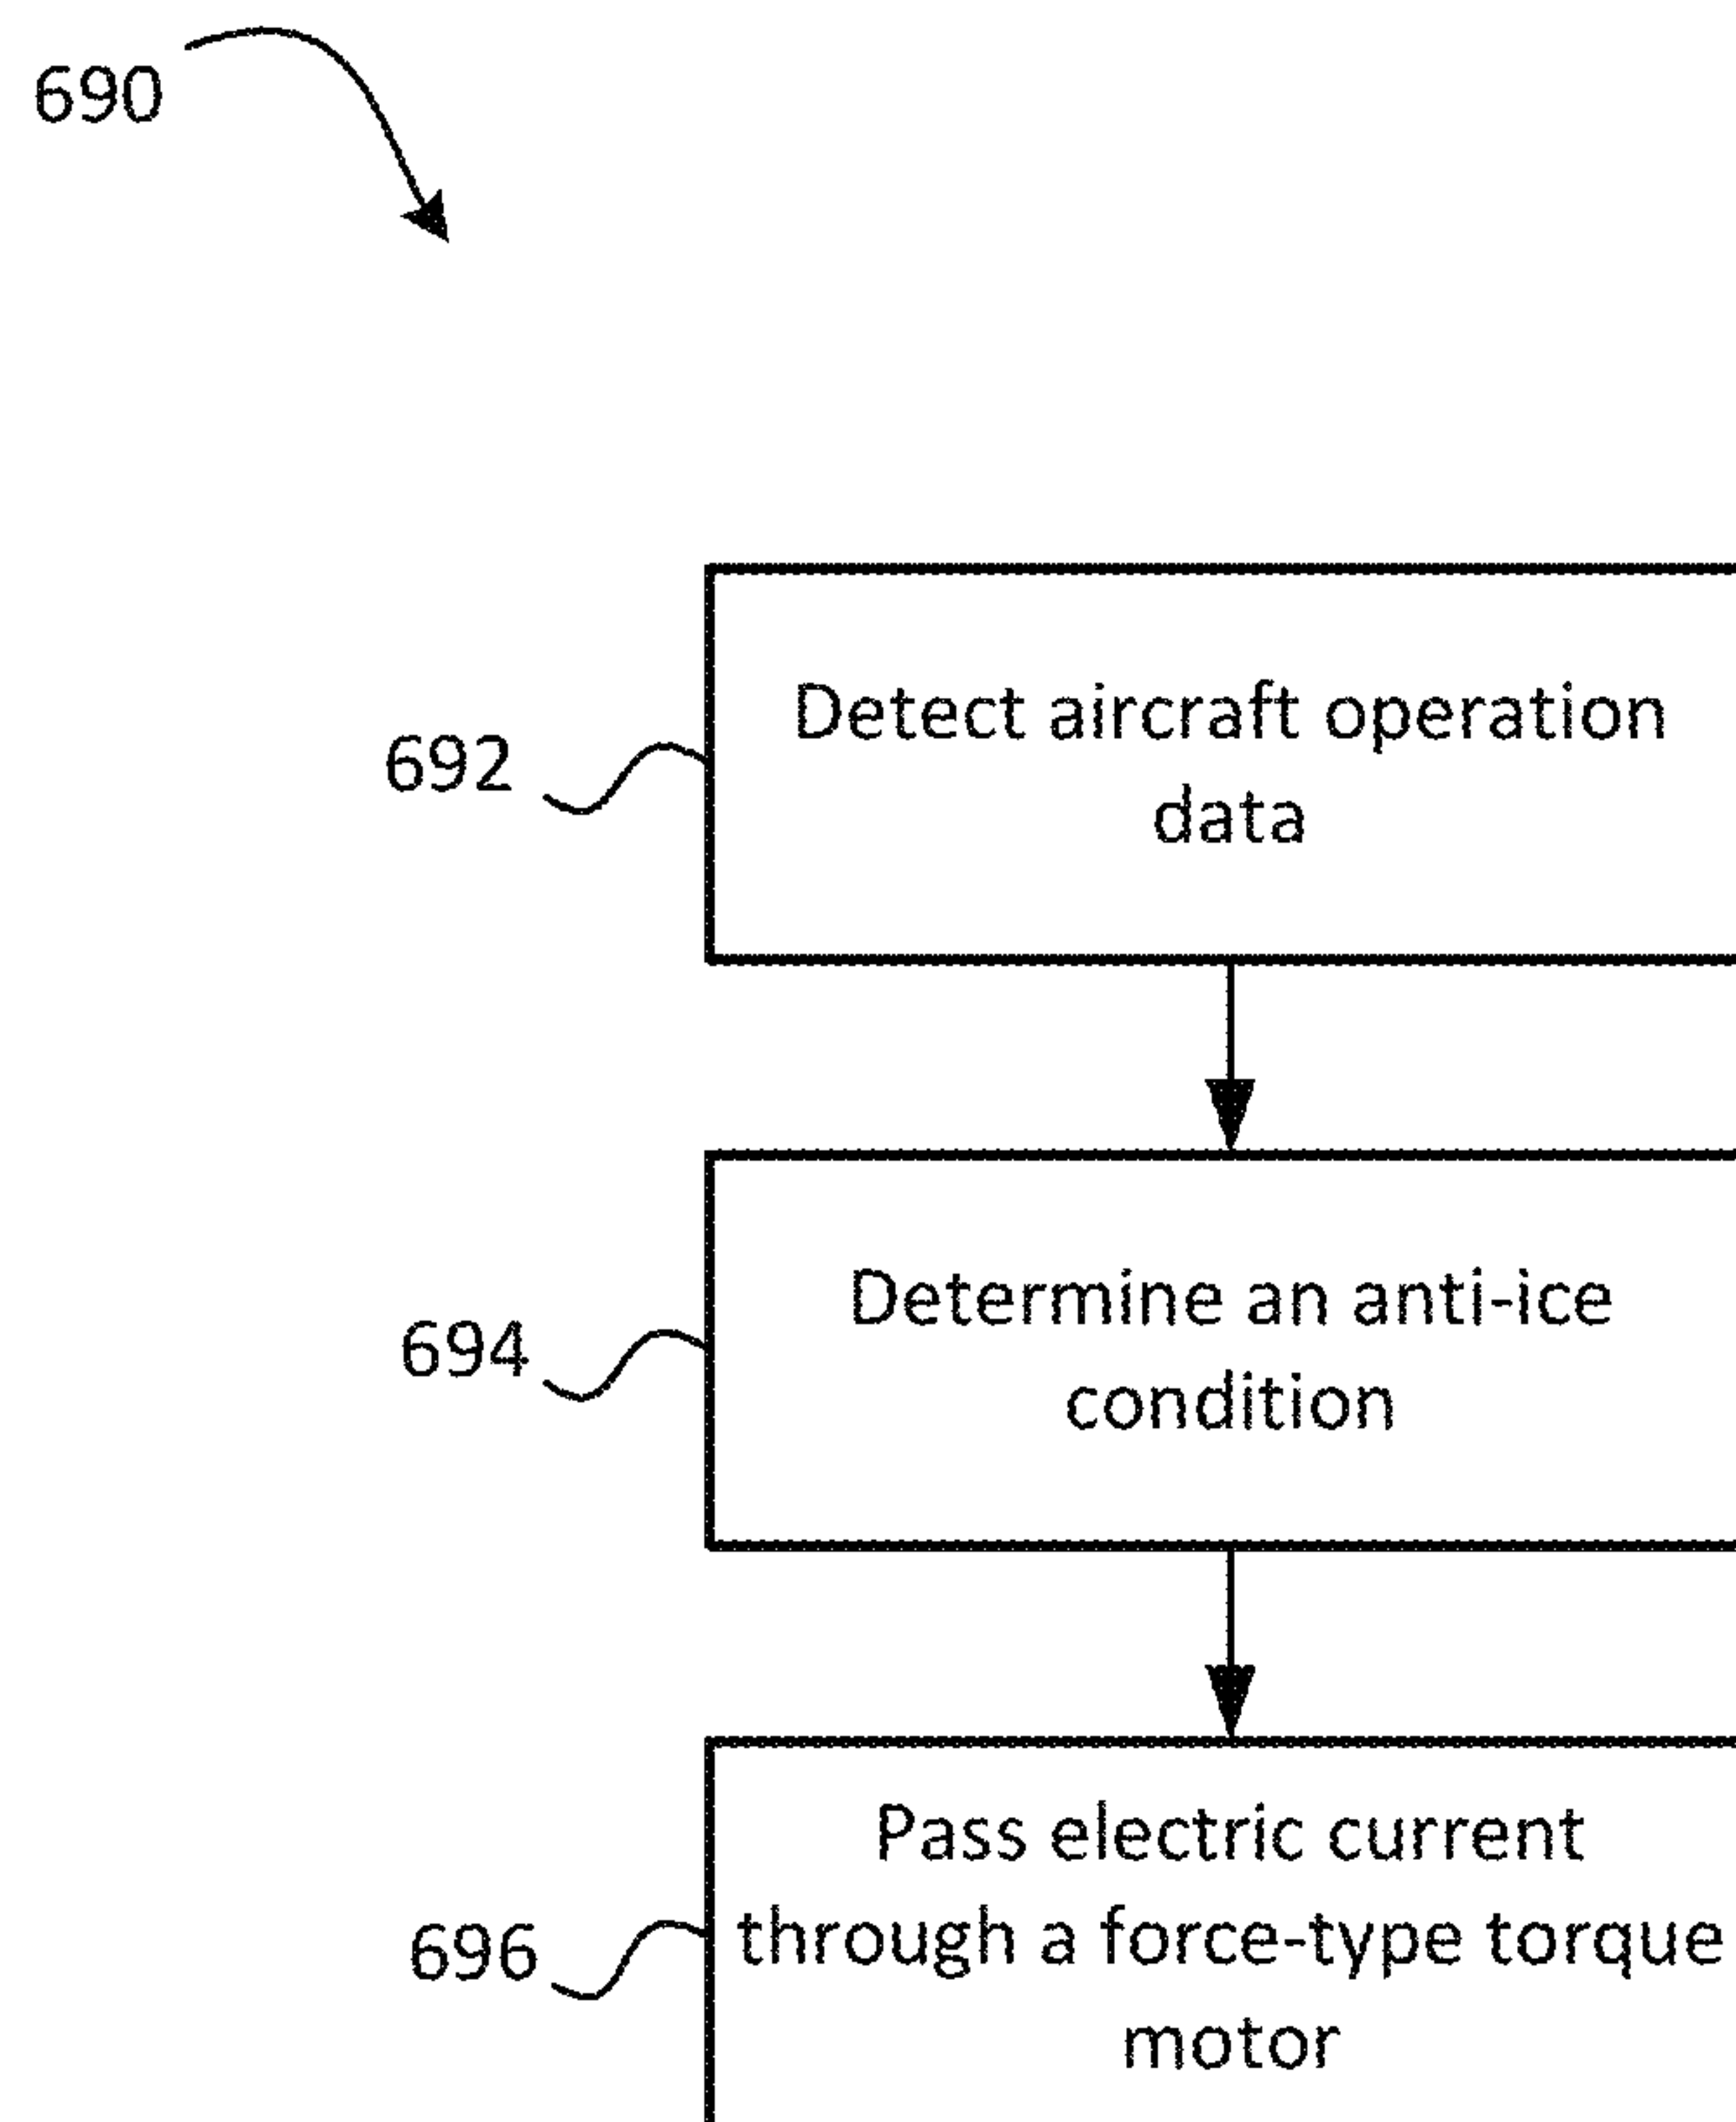 690
692
Detect aircraft operation
data
694
Determine an anti-ice
condition
696
Pass electric current
through a force-type torque
motor